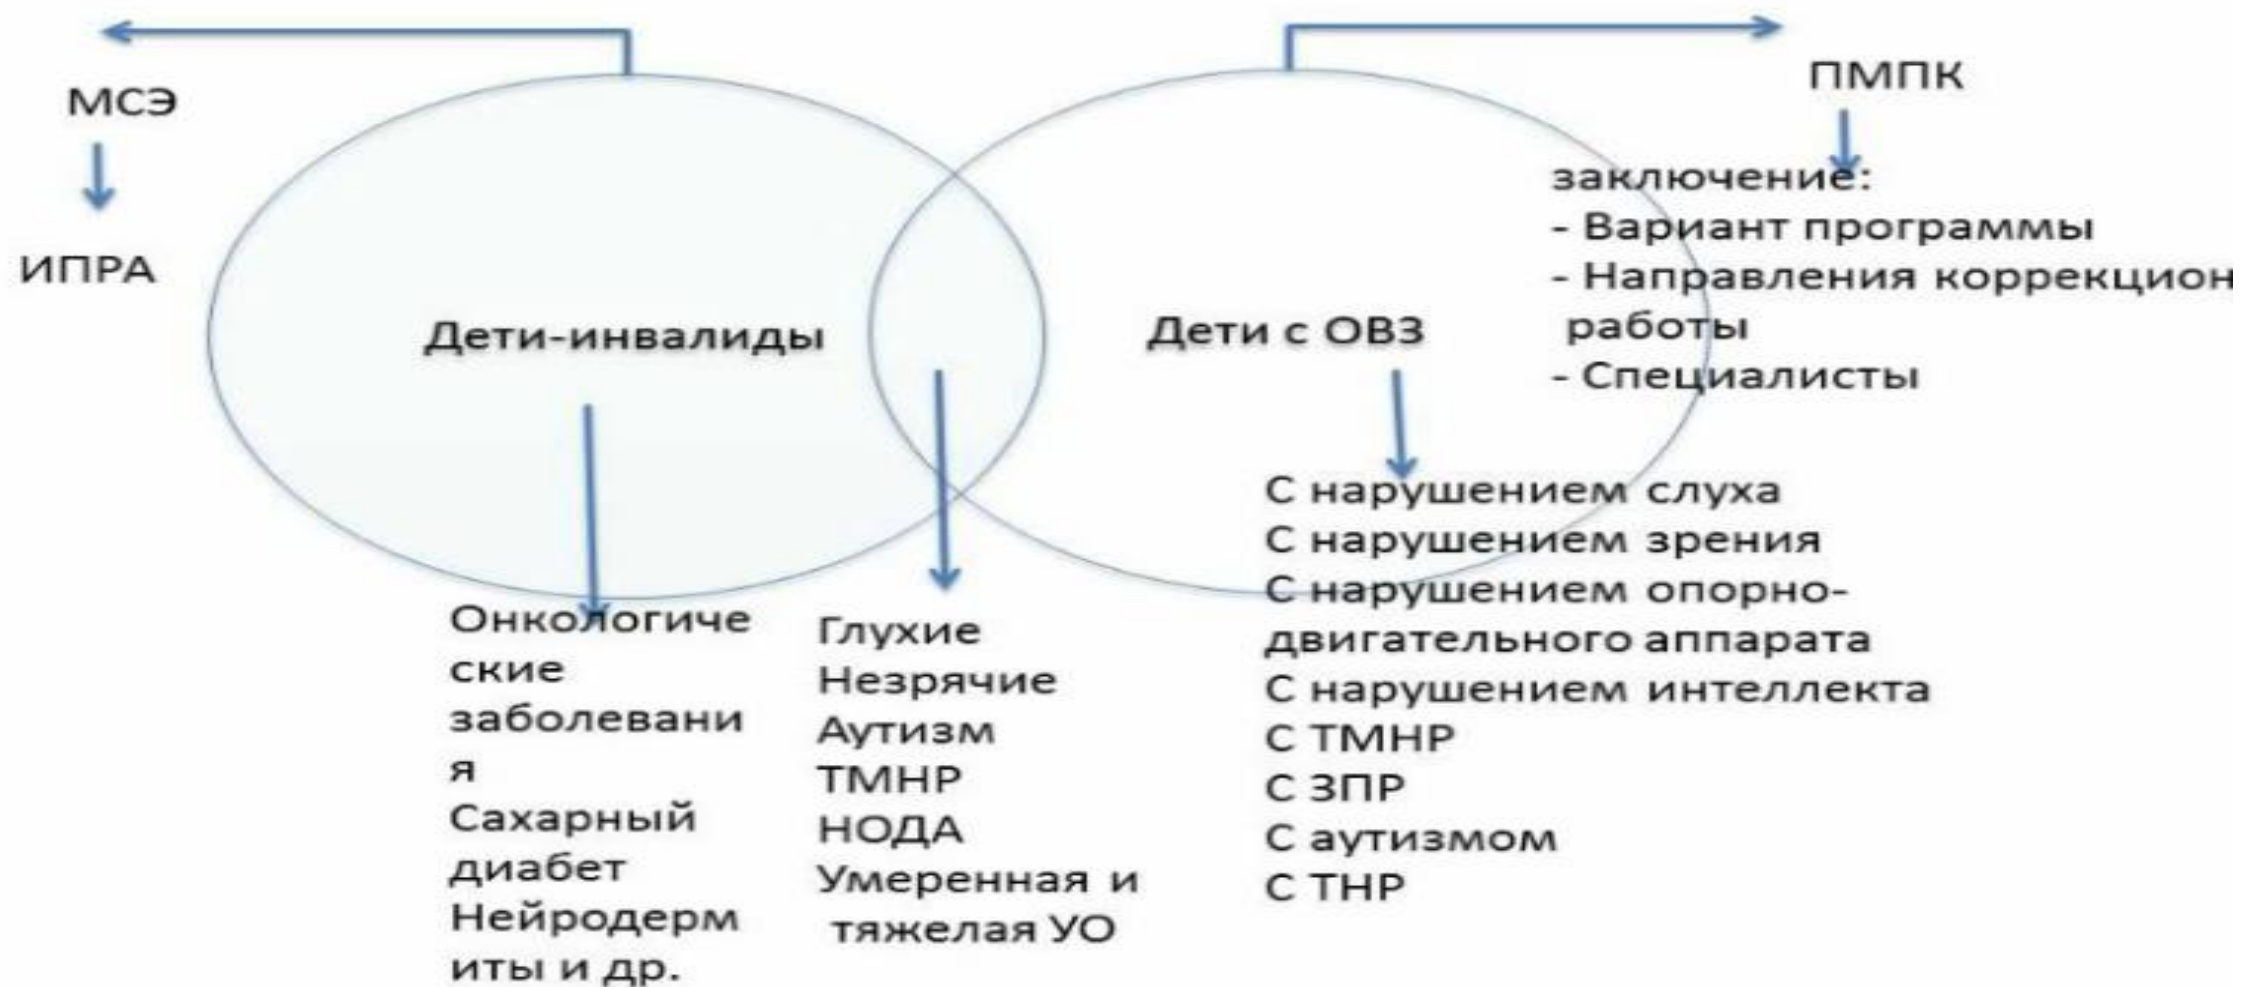 МСЭ
ИПРА
Дети-инвалиды
Дети с ОВЗ
ПМПК
заключение:
- Вариант программы
- Направления коррекцион
работы
- Специалисты
Онкологиче
ские
заболевани
я
Сахарный
диабет
Нейродерм
иты и др.
Глухие
Незрячие
Аутизм
ТМНР
НОДА
Умеренная и
тяжелая УО
С нарушением слуха
С нарушением зрения
С нарушением опорно-
двигательного аппарата
С нарушением интеллекта
С ТМНР
С ЗПР
С аутизмом
С ТНР